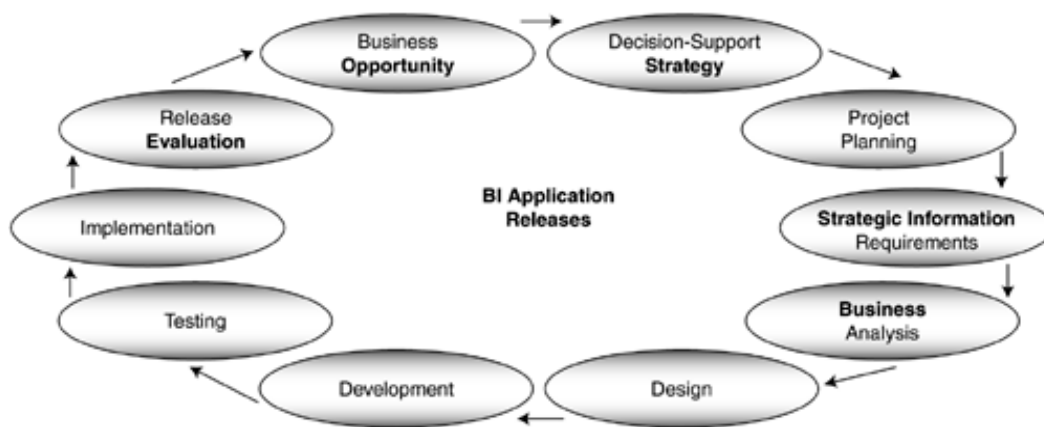 Business
Opportunity
Decision-Support
Strategy
Release
Evaluation
Project
Planning
BI Application
Releases
Implementation
Strategic Information
Requirements
Testing
Business
Analysis
Development
Design